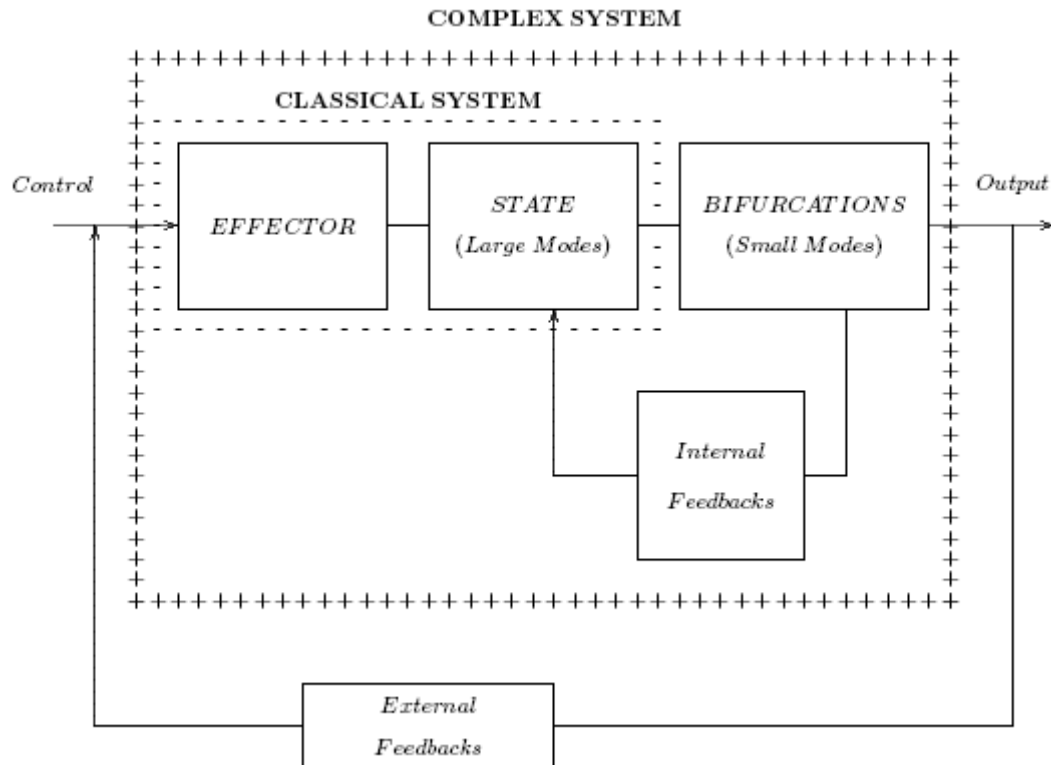 COMPLEX SYSTEM
CLASSICAL SYSTEM
Control
EFFECTOR
STATE
(Large Modes)
BIFURCATIONS
(Small Modes)
Output
Internal
Feedbacks
External
Feedbacks